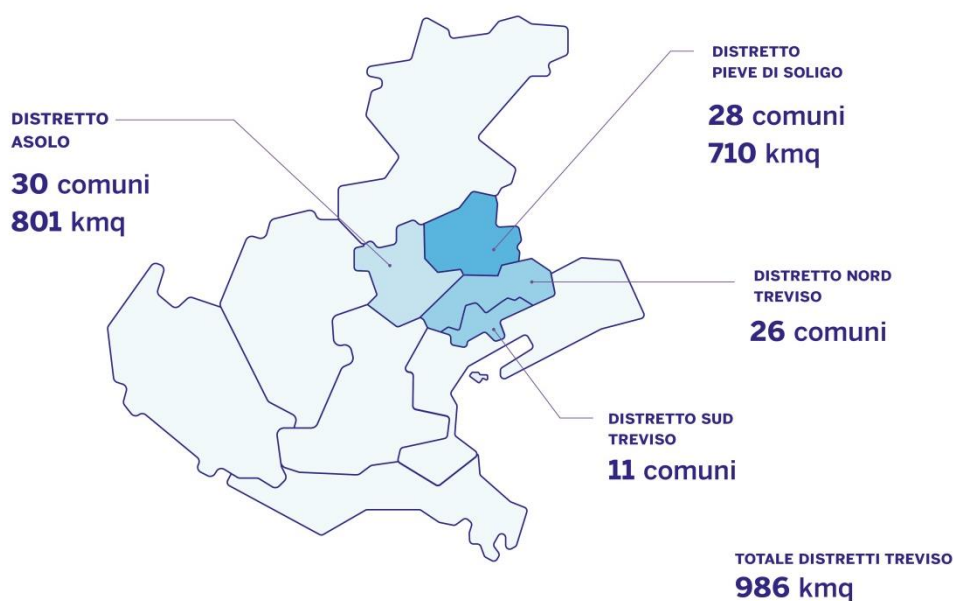 DISTRETTO
PIEVE DI SOLIGO
28 comuni
710 kmq
DISTRETTO
ASOLO
30 comuni
801 kmq
DISTRETTO NORD
TREVISO
26 comuni
DISTRETTO SUD
TREVISO
11 comuni
TOTALE DISTRETTI TREVISO
986 kmq